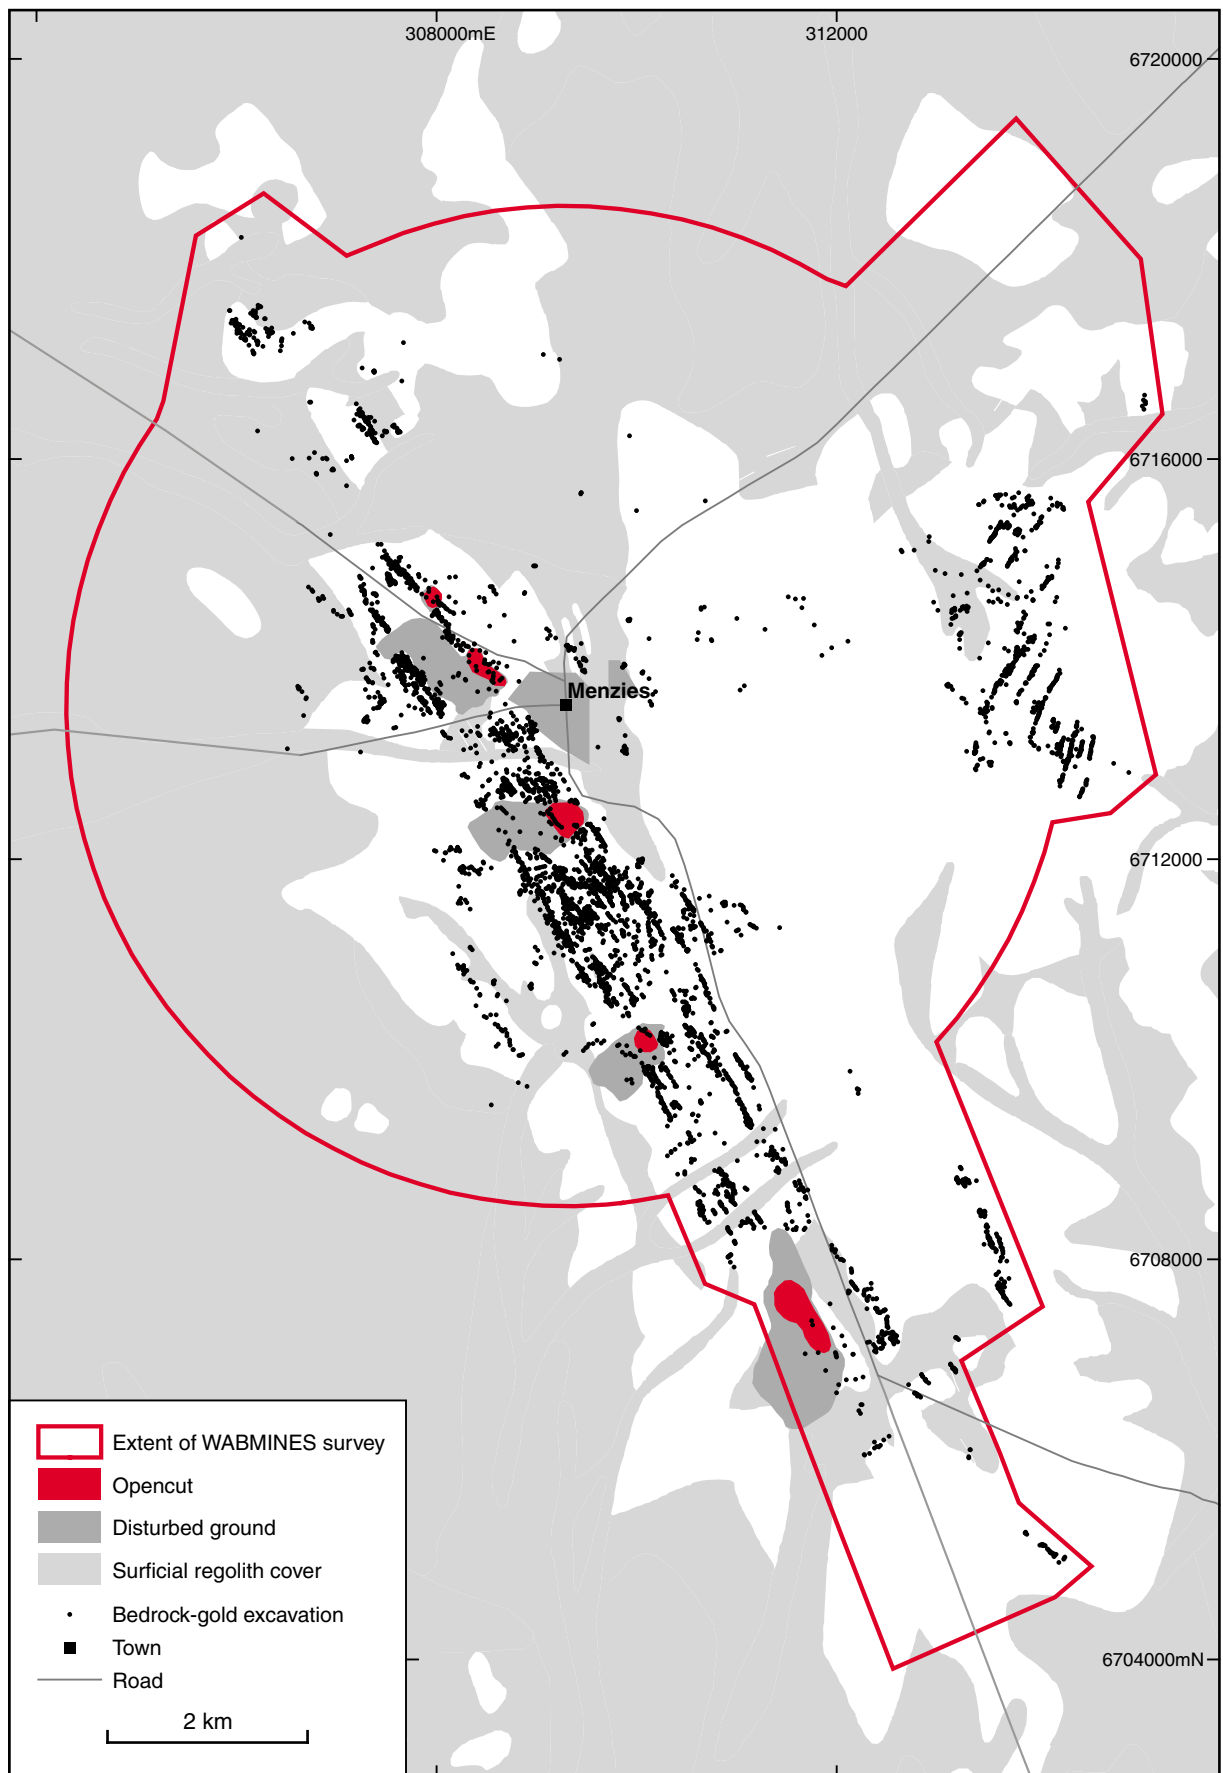 308000mE
312000
6720000
6716000
Menzies
6712000
6708000
6704000mN
Extent of WABMINES survey
Opencut
Disturbed ground
Surficial regolith cover
Bedrock-gold excavation
Town
Road
2 km